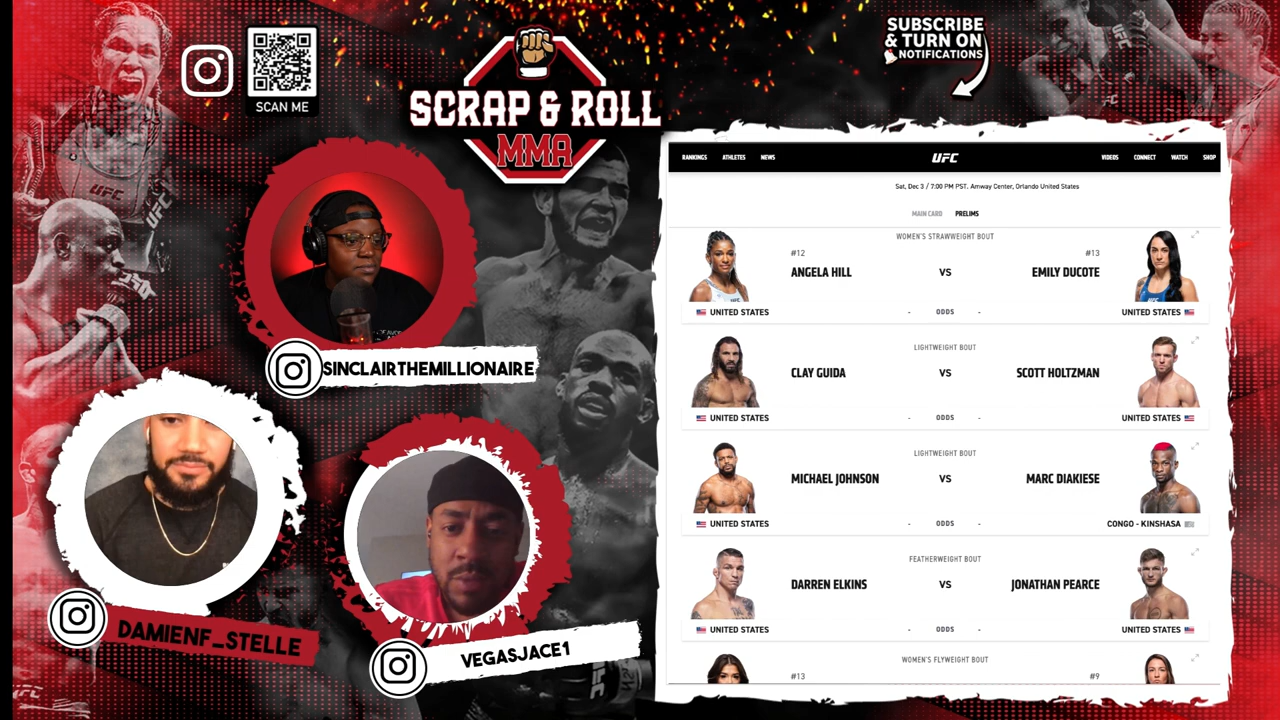 SCAN ME
SCRAP & ROLL
MMA
SUBSCRIBE
& TURN ON
NOTIFICATIONS
SINCLAIRTHEMILLIONAIRE
DAMIENF_STELLE
VEGASJACE1
RANKINGS ATHLETES NEWS UFC VIDEOS CONNECT WATCH SHOP
Sat, Dec 3 / 7:00 PM PST. Amway Center, Orlando United States
MAIN CARD PRELIMS
WOMEN'S STRAWWEIGHT BOUT
#12 #13
ANGELA HILL VS EMILY DUCOTE
UNITED STATES - ODDS - UNITED STATES
LIGHTWEIGHT BOUT
CLAY GUIDA VS SCOTT HOLTZMAN
UNITED STATES - ODDS - UNITED STATES
LIGHTWEIGHT BOUT
MICHAEL JOHNSON VS MARC DIAKIESE
UNITED STATES - ODDS - CONGO - KINSHASA
FEATHERWEIGHT BOUT
DARREN ELKINS VS JONATHAN PEARCE
UNITED STATES - ODDS - UNITED STATES
WOMEN'S FLYWEIGHT BOUT
#13 #9
UFC
UFC
UFC